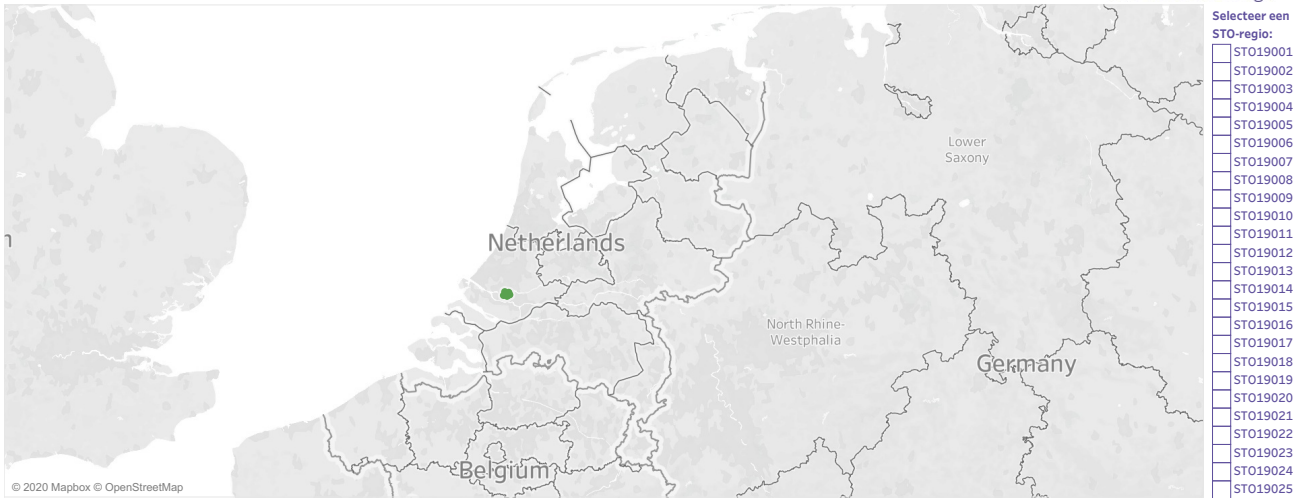 Selecteer een
STO-regio:
STO19001
STO19002
STO19003
STO19004
STO19005
STO19006
STO19007
STO19008
STO19009
STO19010
STO19011
STO19012
STO19013
STO19014
STO19015
STO19016
STO19017
STO19018
STO19019
STO19020
STO19021
STO19022
STO19023
STO19024
STO19025
Lower
Saxony
Netherlands
North Rhine-
Westphalia
Germany
Belgium
© 2020 Mapbox © OpenStreetMap